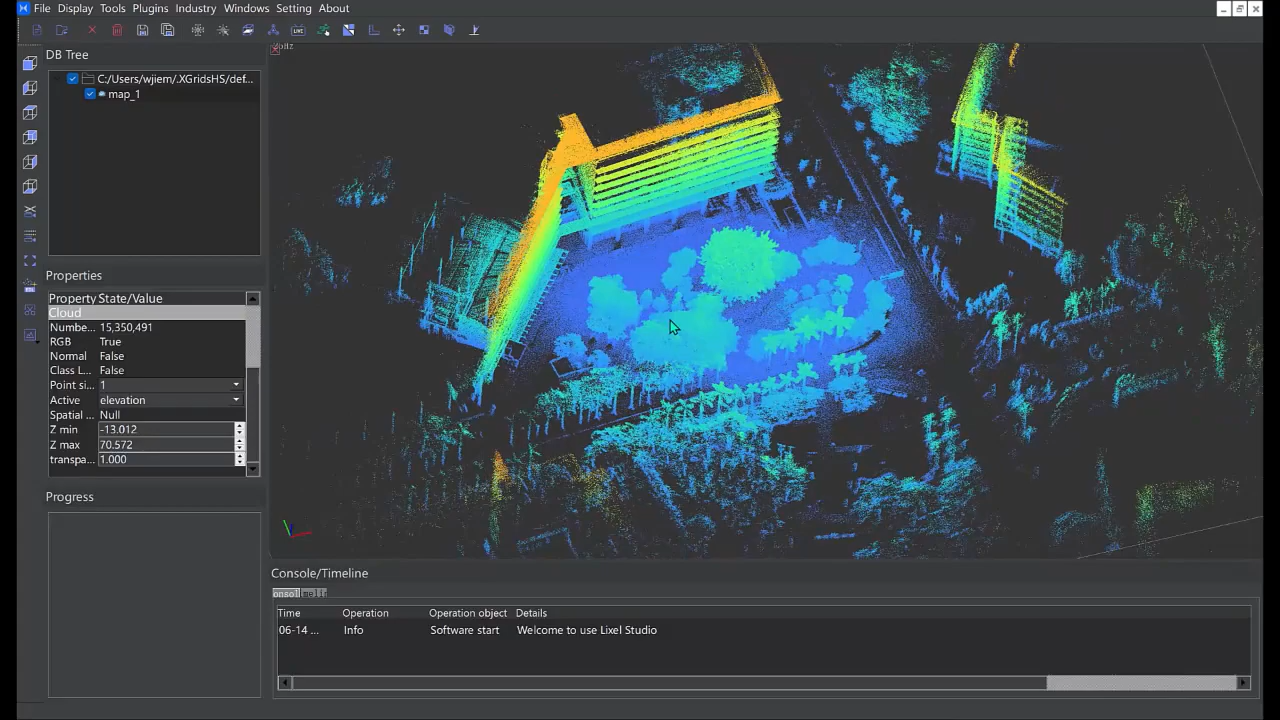 File Display Tools Plugins Industry Windows Setting About
LIVE
DB Tree
C:/Users/wjiem/.XGridsHS/def...
map_1
Properties
Property State/Value
Cloud
Numbe... 15,350,491
RGB True
Normal False
Class L... False
Point si... 1
Active elevation
Spatial ... Null
Z min -13.012
Z max 70.572
transpa... 1.000
Progress
Console/Timeline
onsol
Time Operation Operation object Details
06-14 ... Info Software start Welcome to use Lixel Studio